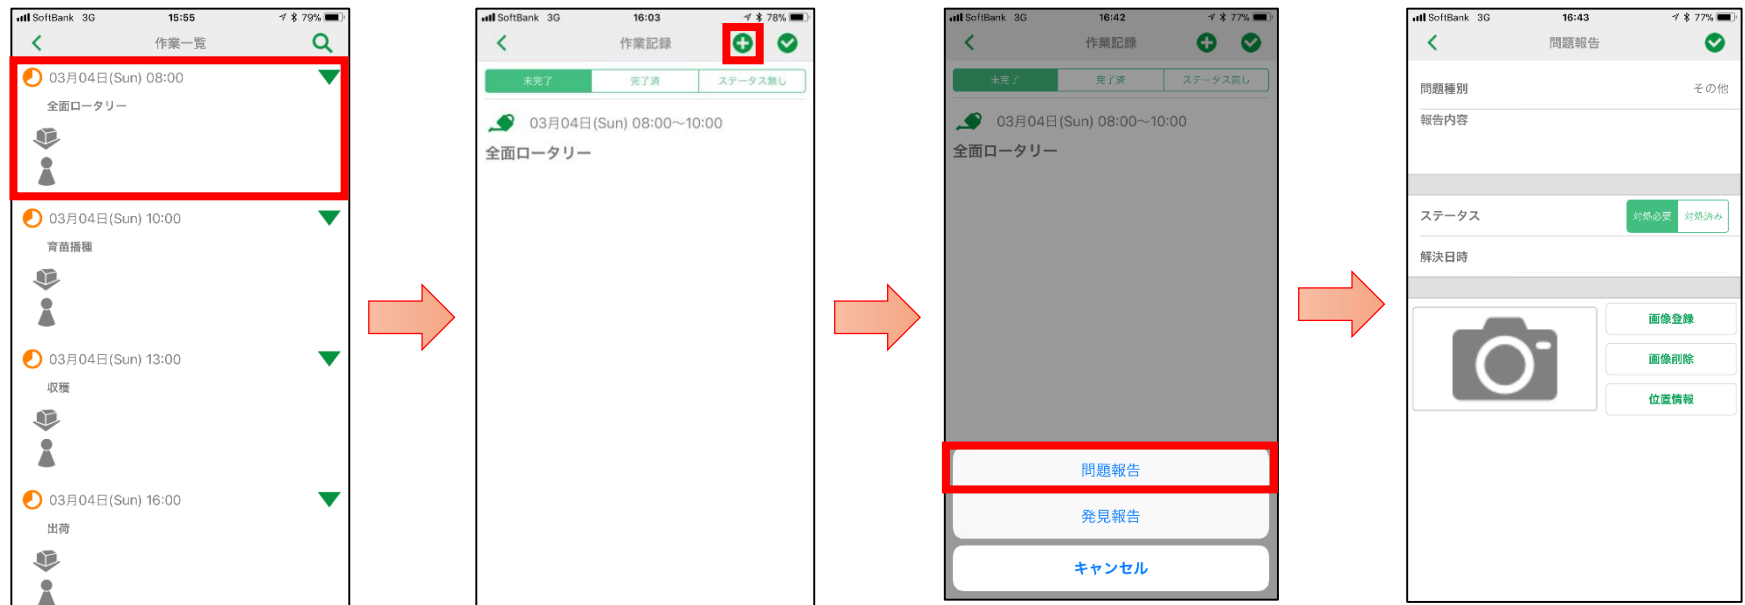 SoftBank 3G 15:55 79%
作業一覧
03月04日(Sun) 08:00
全面ロータリー
03月04日(Sun) 10:00
育苗播種
03月04日(Sun) 13:00
収穫
03月04日(Sun) 16:00
出荷
SoftBank 3G 16:03 78%
作業記録
未完了 完了済 ステータス無し
03月04日(Sun) 08:00～10:00
全面ロータリー
SoftBank 3G 16:42 77%
作業記録
未完了 完了済 ステータス無し
03月04日(Sun) 08:00～10:00
全面ロータリー
問題報告
発見報告
キャンセル
SoftBank 3G 16:43 77%
問題報告
問題種別 その他
報告内容
ステータス 対処必要 対処済み
解決日時
画像登録
画像削除
位置情報